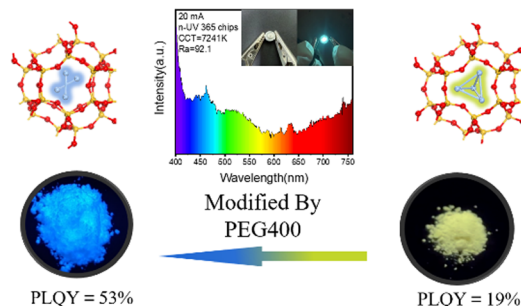 20 mA
n-UV 365 chips
CCT=7241K
Ra=92.1
Intensity(a.u.)
400 450 500 550 600 650 700 750
Wavelength(nm)
Modified By
PEG400
PLQY = 53%
PLQY = 19%